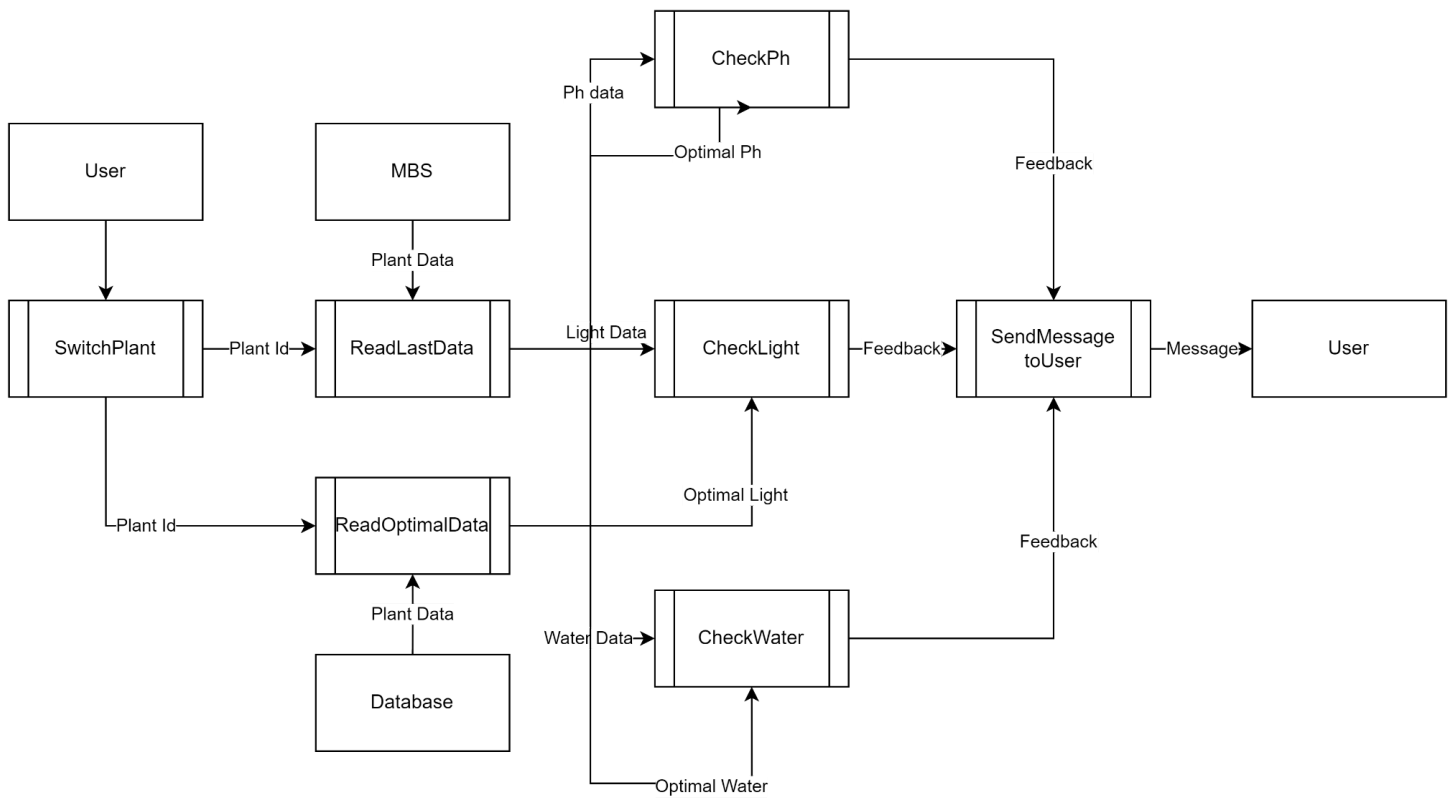 CheckPh
Ph data
Optimal Ph
User
MBS
Feedback
Plant Data
SwitchPlant
Plant Id
ReadLastData
Light Data
CheckLight
Feedback
SendMessage
toUser
Message
User
Optimal Light
Plant Id
ReadOptimalData
Feedback
Plant Data
Water Data
CheckWater
Database
Optimal Water